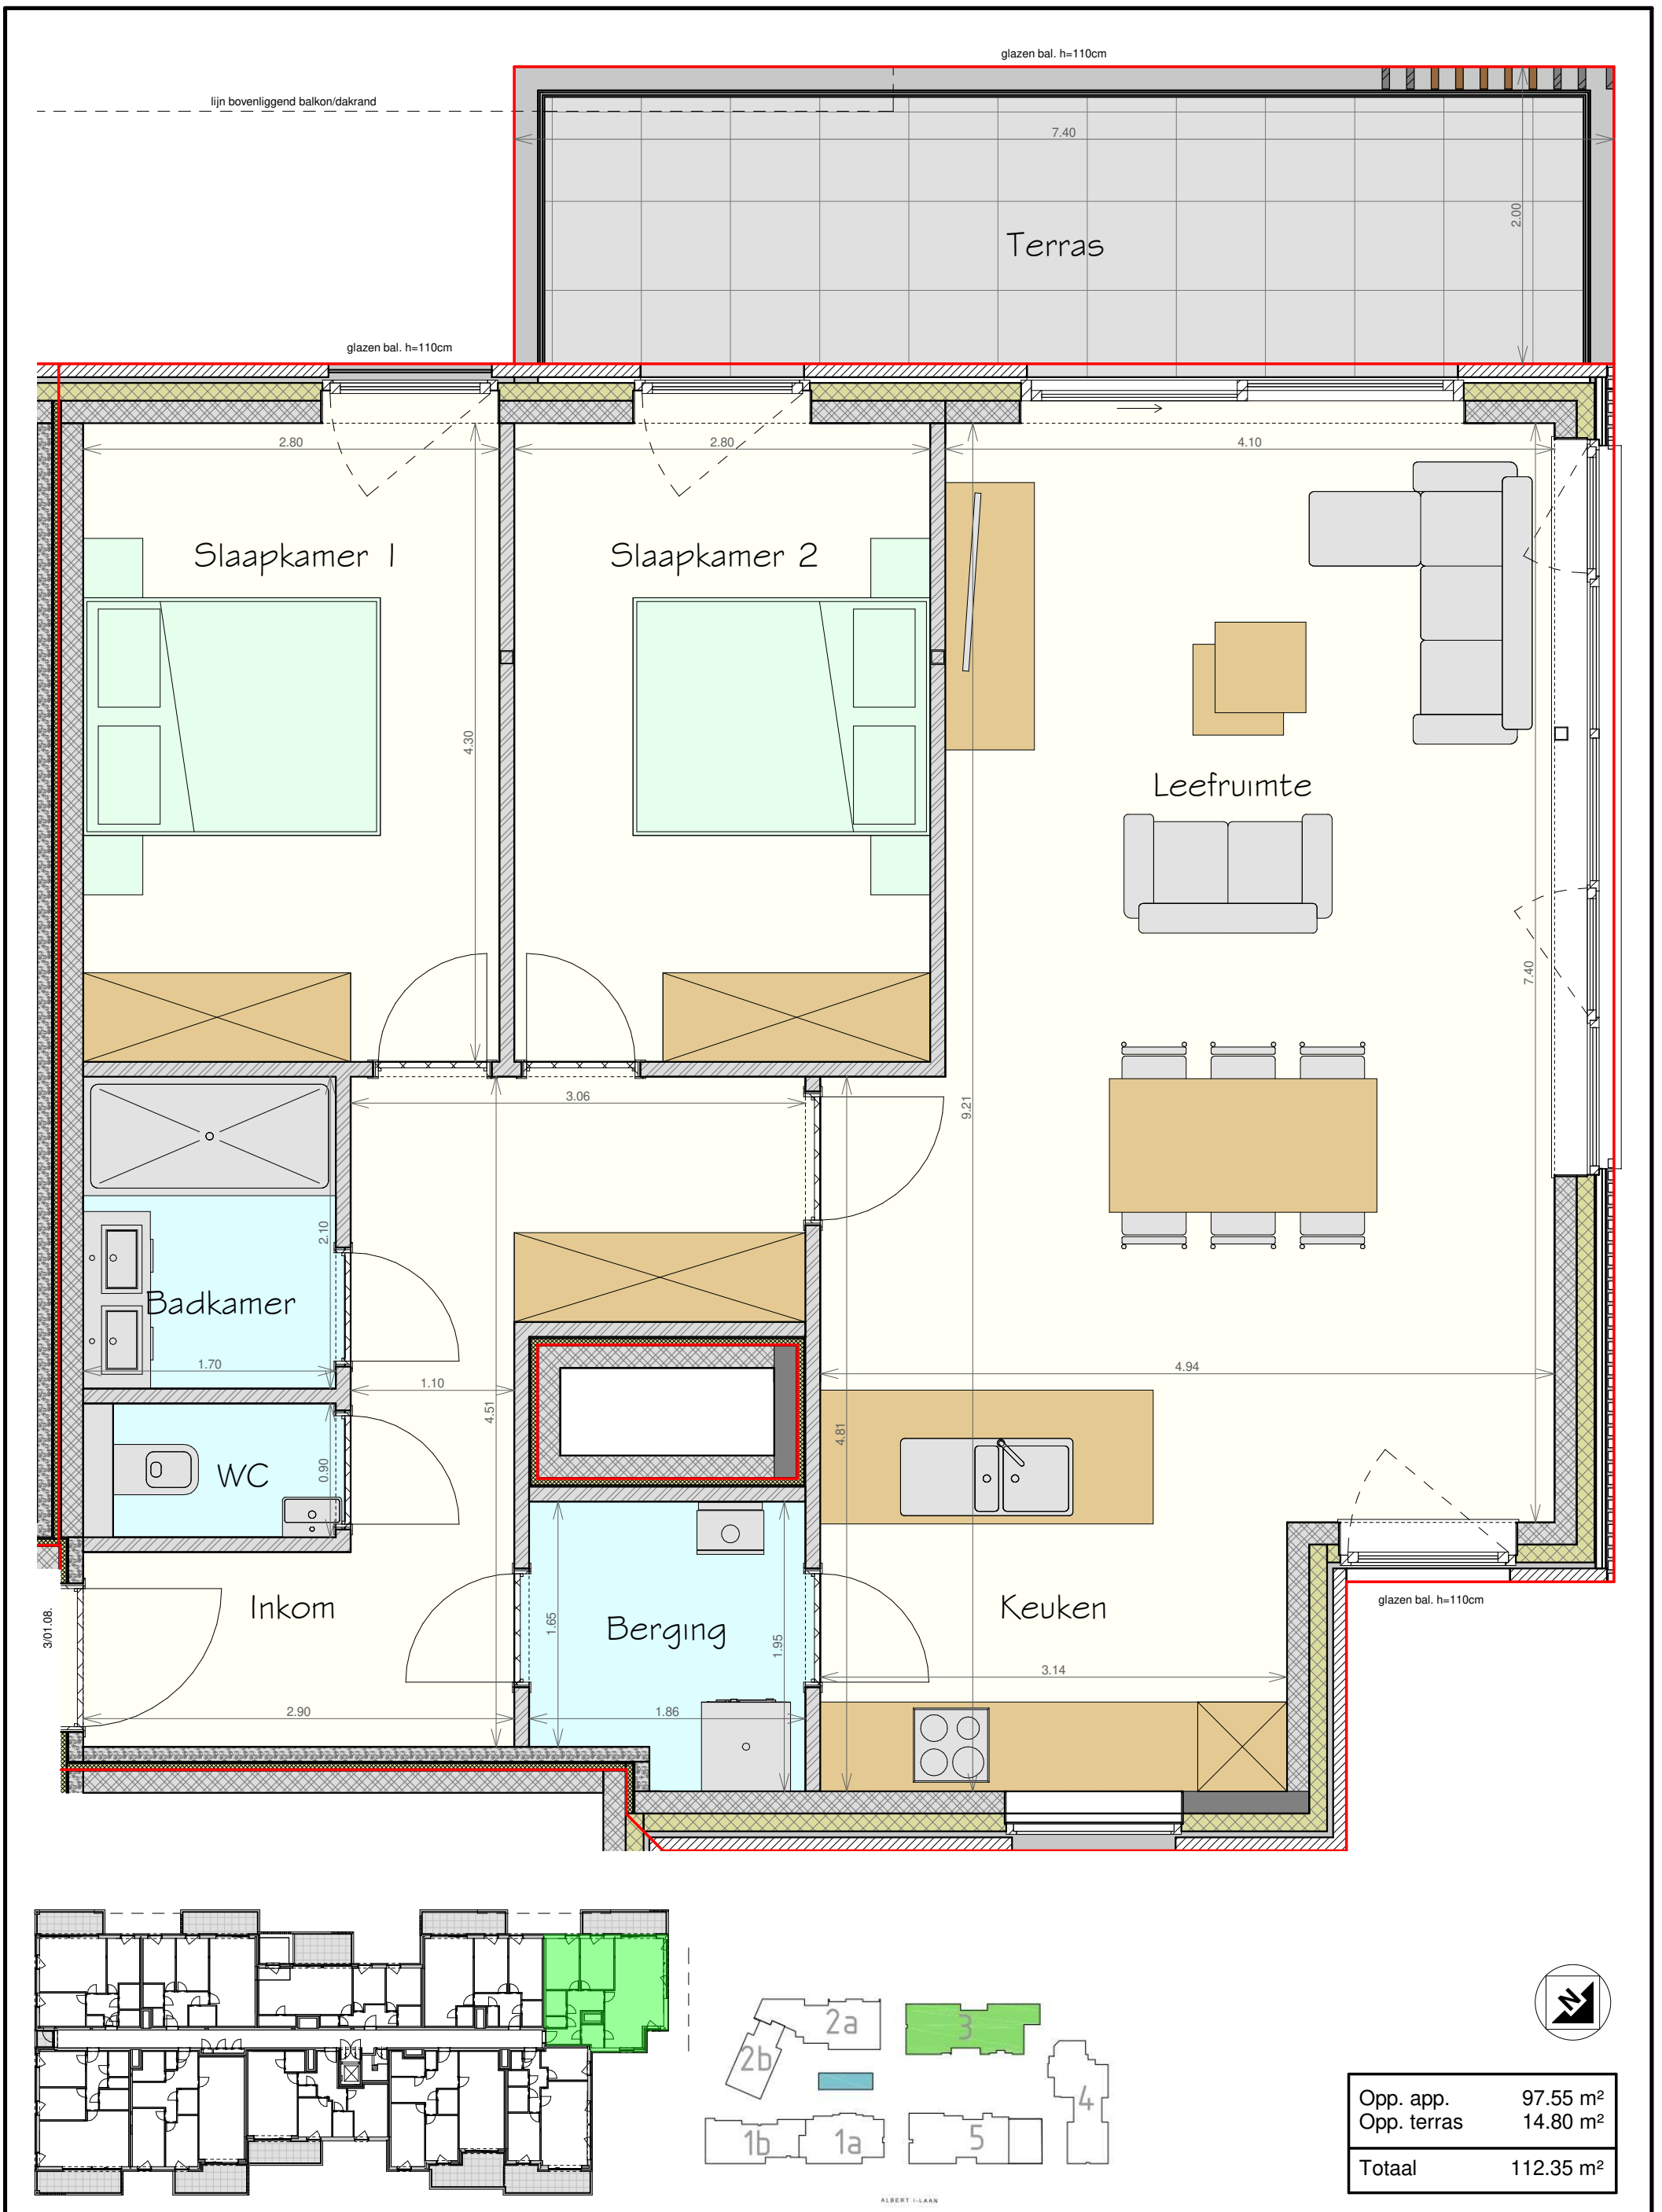 glazen bal. h=110cm
lijn bovenliggend balkon/dakrand
7.40
2.00
Terras
glazen bal. h=110cm
2.80
2.80
4.10
Slaapkamer 1
Slaapkamer 2
4.30
Leefruimte
7.40
3.06
9.21
2.10
Badkamer
1.70
1.10
4.94
4.51
4.81
WC
0.90
Inkom
Keuken
glazen bal. h=110cm
3/01.08.
1.65
Berging
1.95
3.14
2.90
1.86
2a
3
2b
4
1b
1a
5
ALBERT I-LAAN
N
Opp. app. 97.55 m²
Opp. terras 14.80 m²
Totaal 112.35 m²